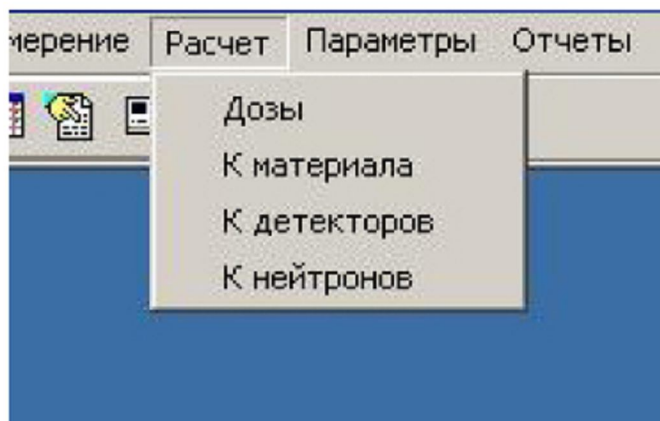 мерение Расчет Параметры Отчеты
Дозы
К материала
К детекторов
К нейтронов